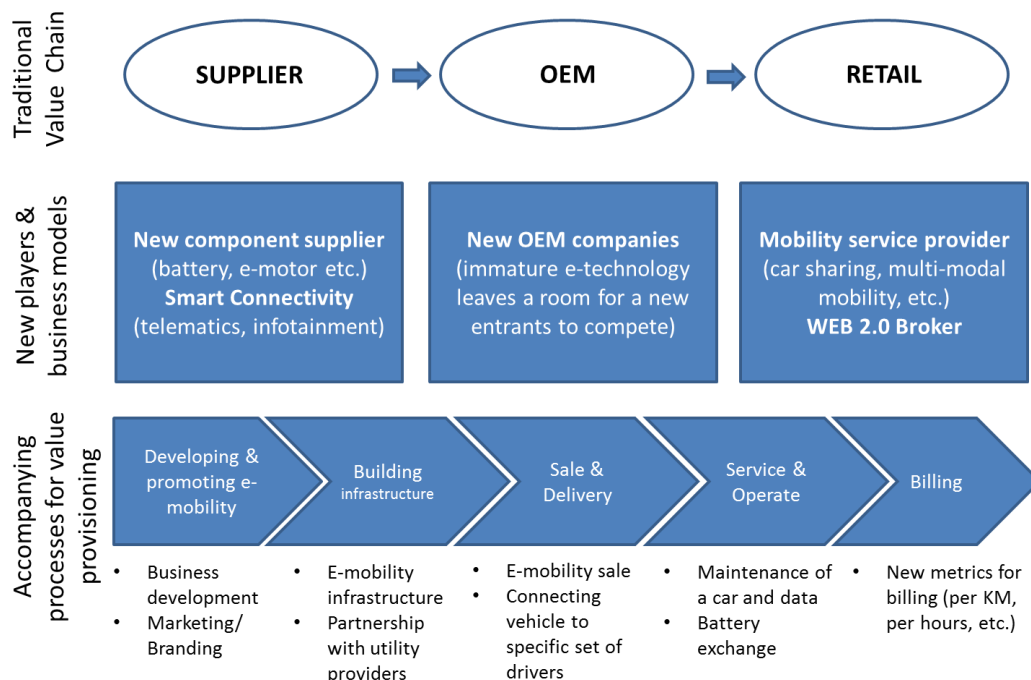 Traditional
Value Chain
SUPPLIER
OEM
RETAIL
New players &
business models
New component supplier
(battery, e-motor etc.)
Smart Connectivity
(telematics, infotainment)
New OEM companies
(immature e-technology
leaves a room for a new
entrants to compete)
Mobility service provider
(car sharing, multi-modal
mobility, etc.)
WEB 2.0 Broker
Accompanying
processes for value
provisioning
Developing &
promoting e-
mobility
Building
infrastructure
Sale &
Delivery
Service &
Operate
Billing
• Business
development
• Marketing/
Branding
• E-mobility
infrastructure
• Partnership
with utility
providers
• E-mobility sale
• Connecting
vehicle to
specific set of
drivers
• Maintenance of
a car and data
• Battery
exchange
• New metrics for
billing (per KM,
per hours, etc.)